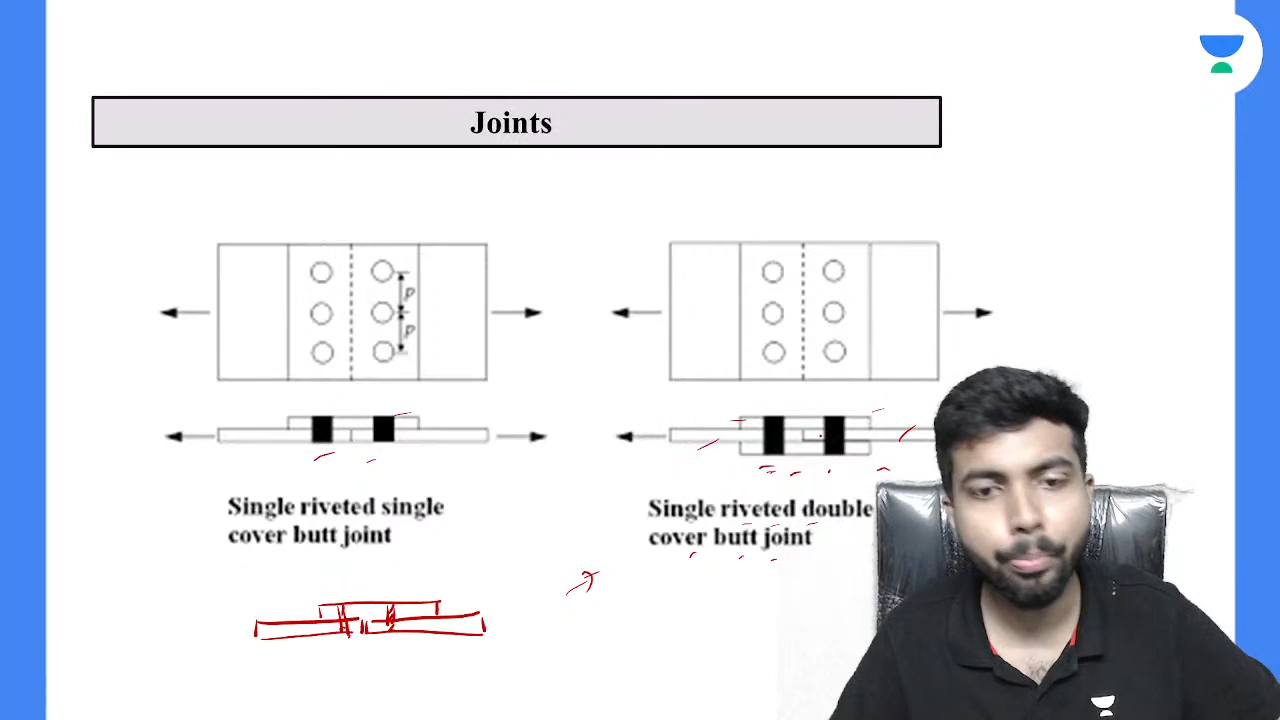 Joints
P
P
Single riveted single
cover butt joint
Single riveted double
cover butt joint